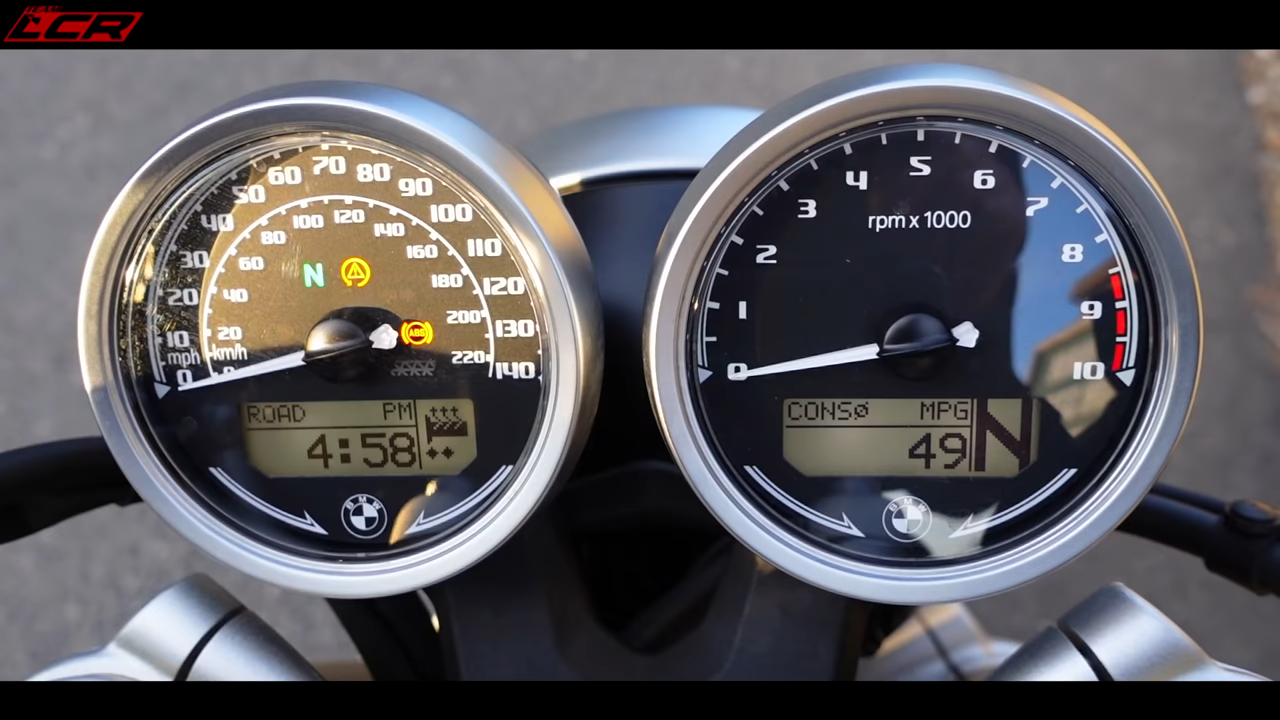 LCR
70
60 80
50 90
40 100
30 110
20 120
10 130
mph 0 140
100 120 140
80 160
60 180
40 200
20 220
km/h
N
ABS
ROAD PM
4:58
BMW
5
4 6
3 7
rpm x 1000
2 8
1 9
0 10
CONSø MPG
49 N
BMW